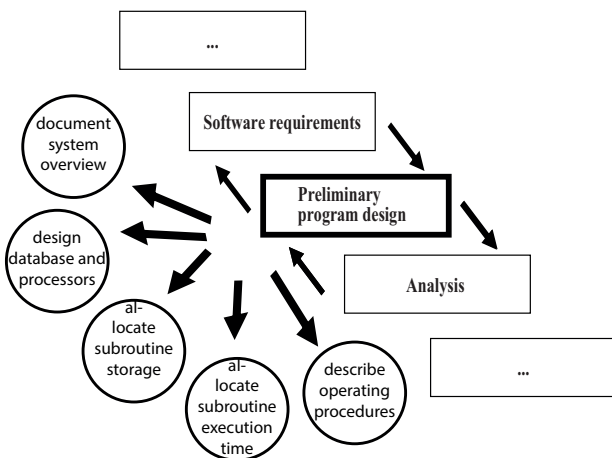 ...
Software requirements
document
system
overview
Preliminary
program design
design
database and
processors
Analysis
al-
locate
subroutine
storage
al-
locate
subroutine
execution
time
describe
operating
procedures
...